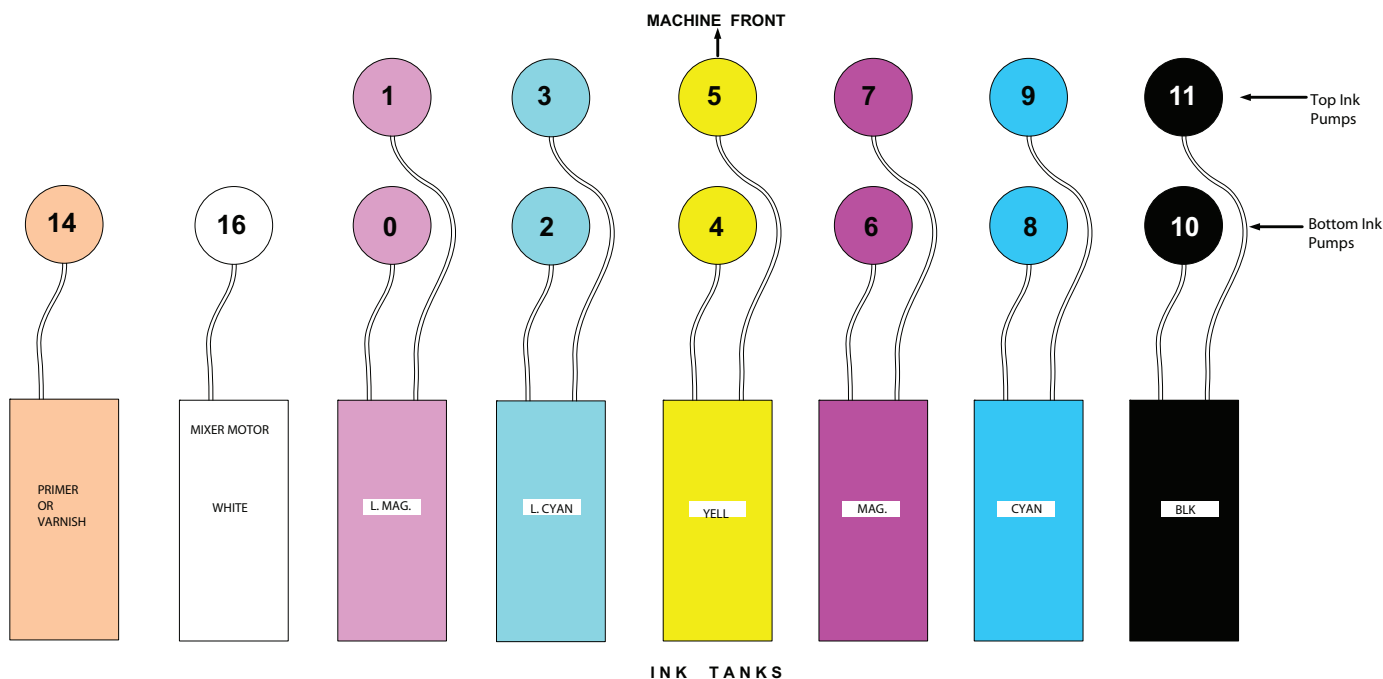 MACHINE FRONT
1
3
5
7
9
11
Top Ink
Pumps
14
16
0
2
4
6
8
10
Bottom Ink
Pumps
MIXER MOTOR
PRIMER
OR
VARNISH
WHITE
L. MAG.
L. CYAN
YELL
MAG.
CYAN
BLK
INK TANKS